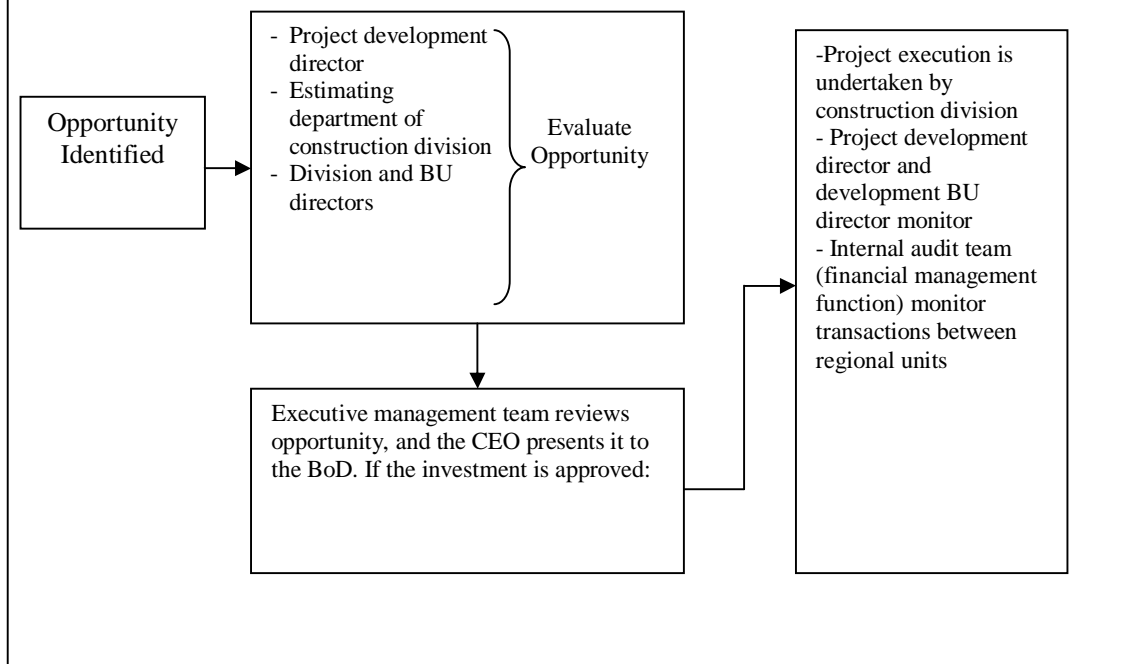 Opportunity
Identified
- Project development
director
- Estimating
department of
construction division
- Division and BU
directors
Evaluate
Opportunity
Executive management team reviews
opportunity, and the CEO presents it to
the BoD. If the investment is approved:
-Project execution is
undertaken by
construction division
- Project development
director and
development BU
director monitor
- Internal audit team
(financial management
function) monitor
transactions between
regional units